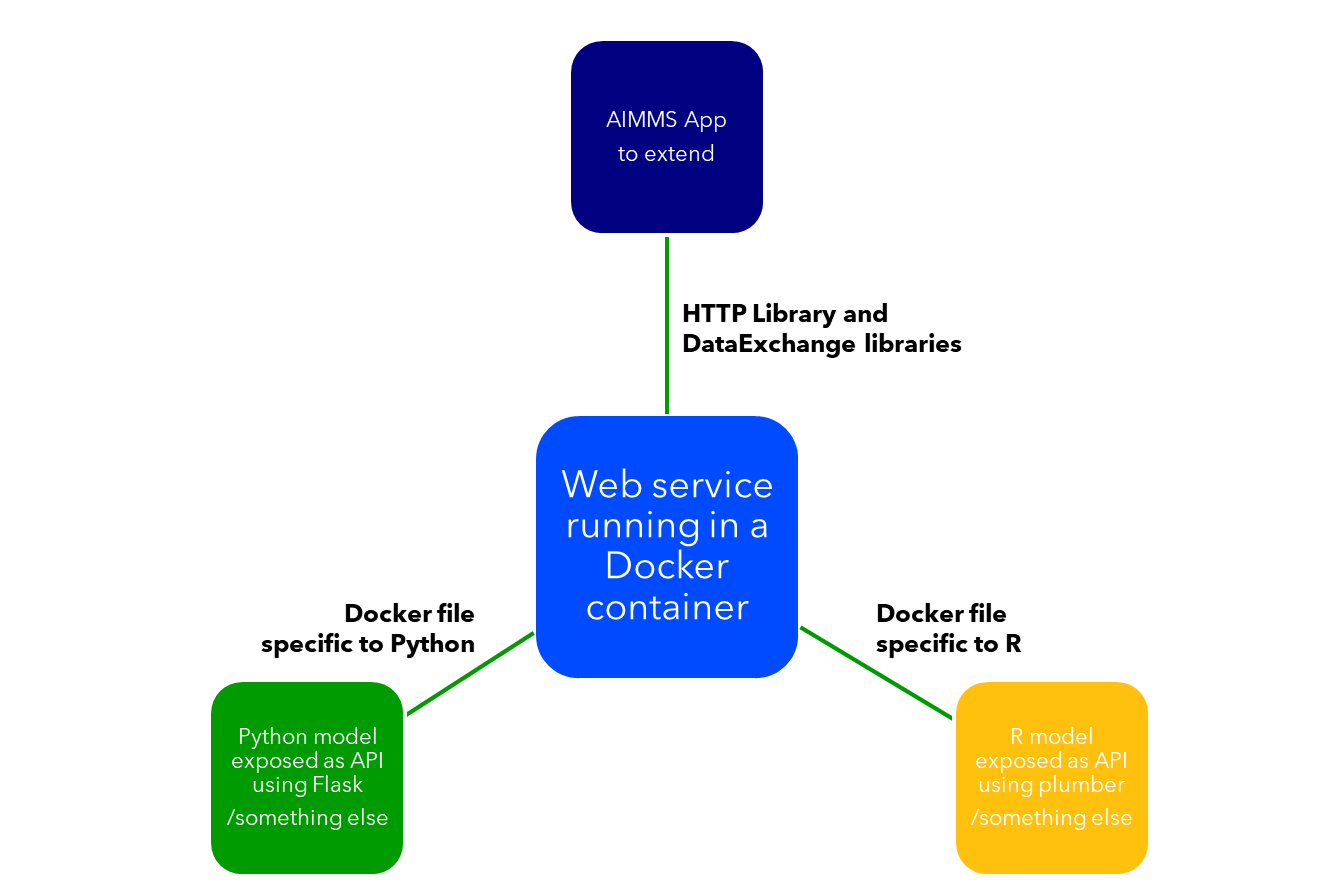 AIMMS App
to extend
HTTP Library and
DataExchange libraries
Web service
running in a
Docker
container
Docker file
specific to Python
Docker file
specific to R
Python model
exposed as API
using Flask
/something else
R model
exposed as API
using plumber
/something else